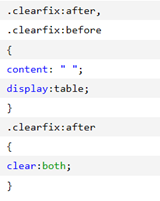 .clearfix:after,
.clearfix:before
{
content: " ";
display:table;
}
.clearfix:after
{
clear:both;
}